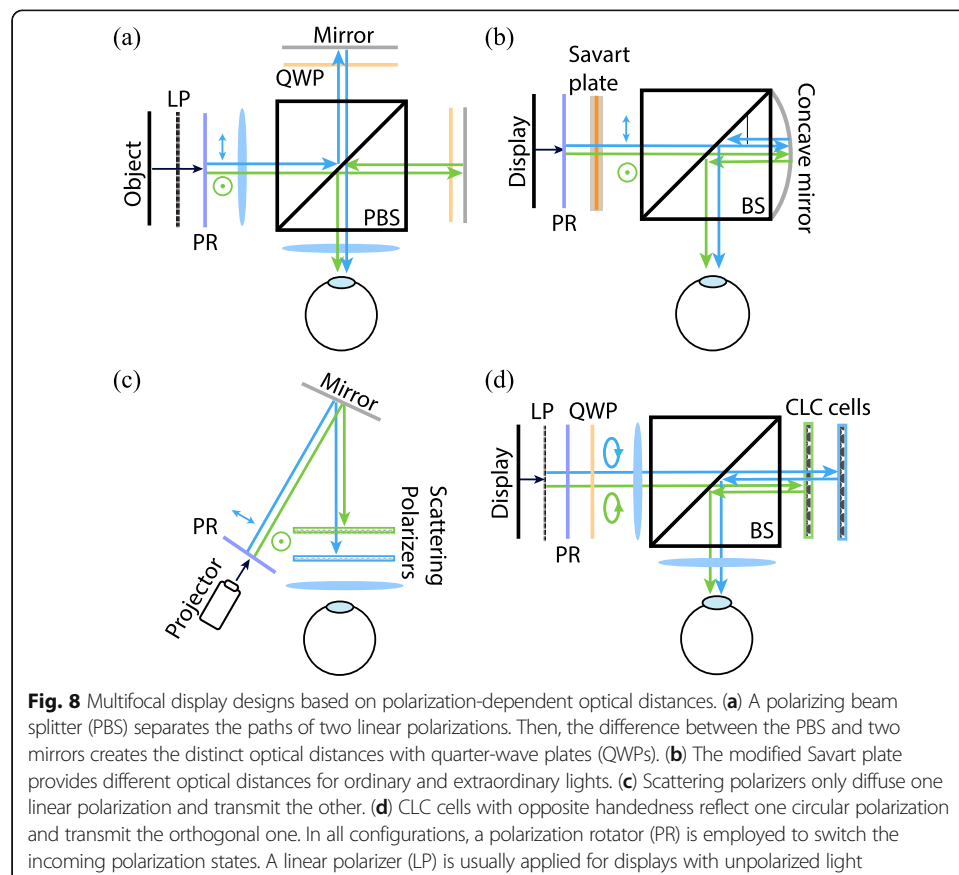 (a)
Mirror
QWP
LP
Object
PR
PBS
(b)
Savart
plate
Display
PR
BS
Concave mirror
(c)
Mirror
PR
Projector
Scattering
Polarizers
(d)
LP
QWP
CLC cells
Display
PR
BS
Fig. 8 Multifocal display designs based on polarization-dependent optical distances. (a) A polarizing beam
splitter (PBS) separates the paths of two linear polarizations. Then, the difference between the PBS and two
mirrors creates the distinct optical distances with quarter-wave plates (QWPs). (b) The modified Savart plate
provides different optical distances for ordinary and extraordinary lights. (c) Scattering polarizers only diffuse one
linear polarization and transmit the other. (d) CLC cells with opposite handedness reflect one circular polarization
and transmit the orthogonal one. In all configurations, a polarization rotator (PR) is employed to switch the
incoming polarization states. A linear polarizer (LP) is usually applied for displays with unpolarized light